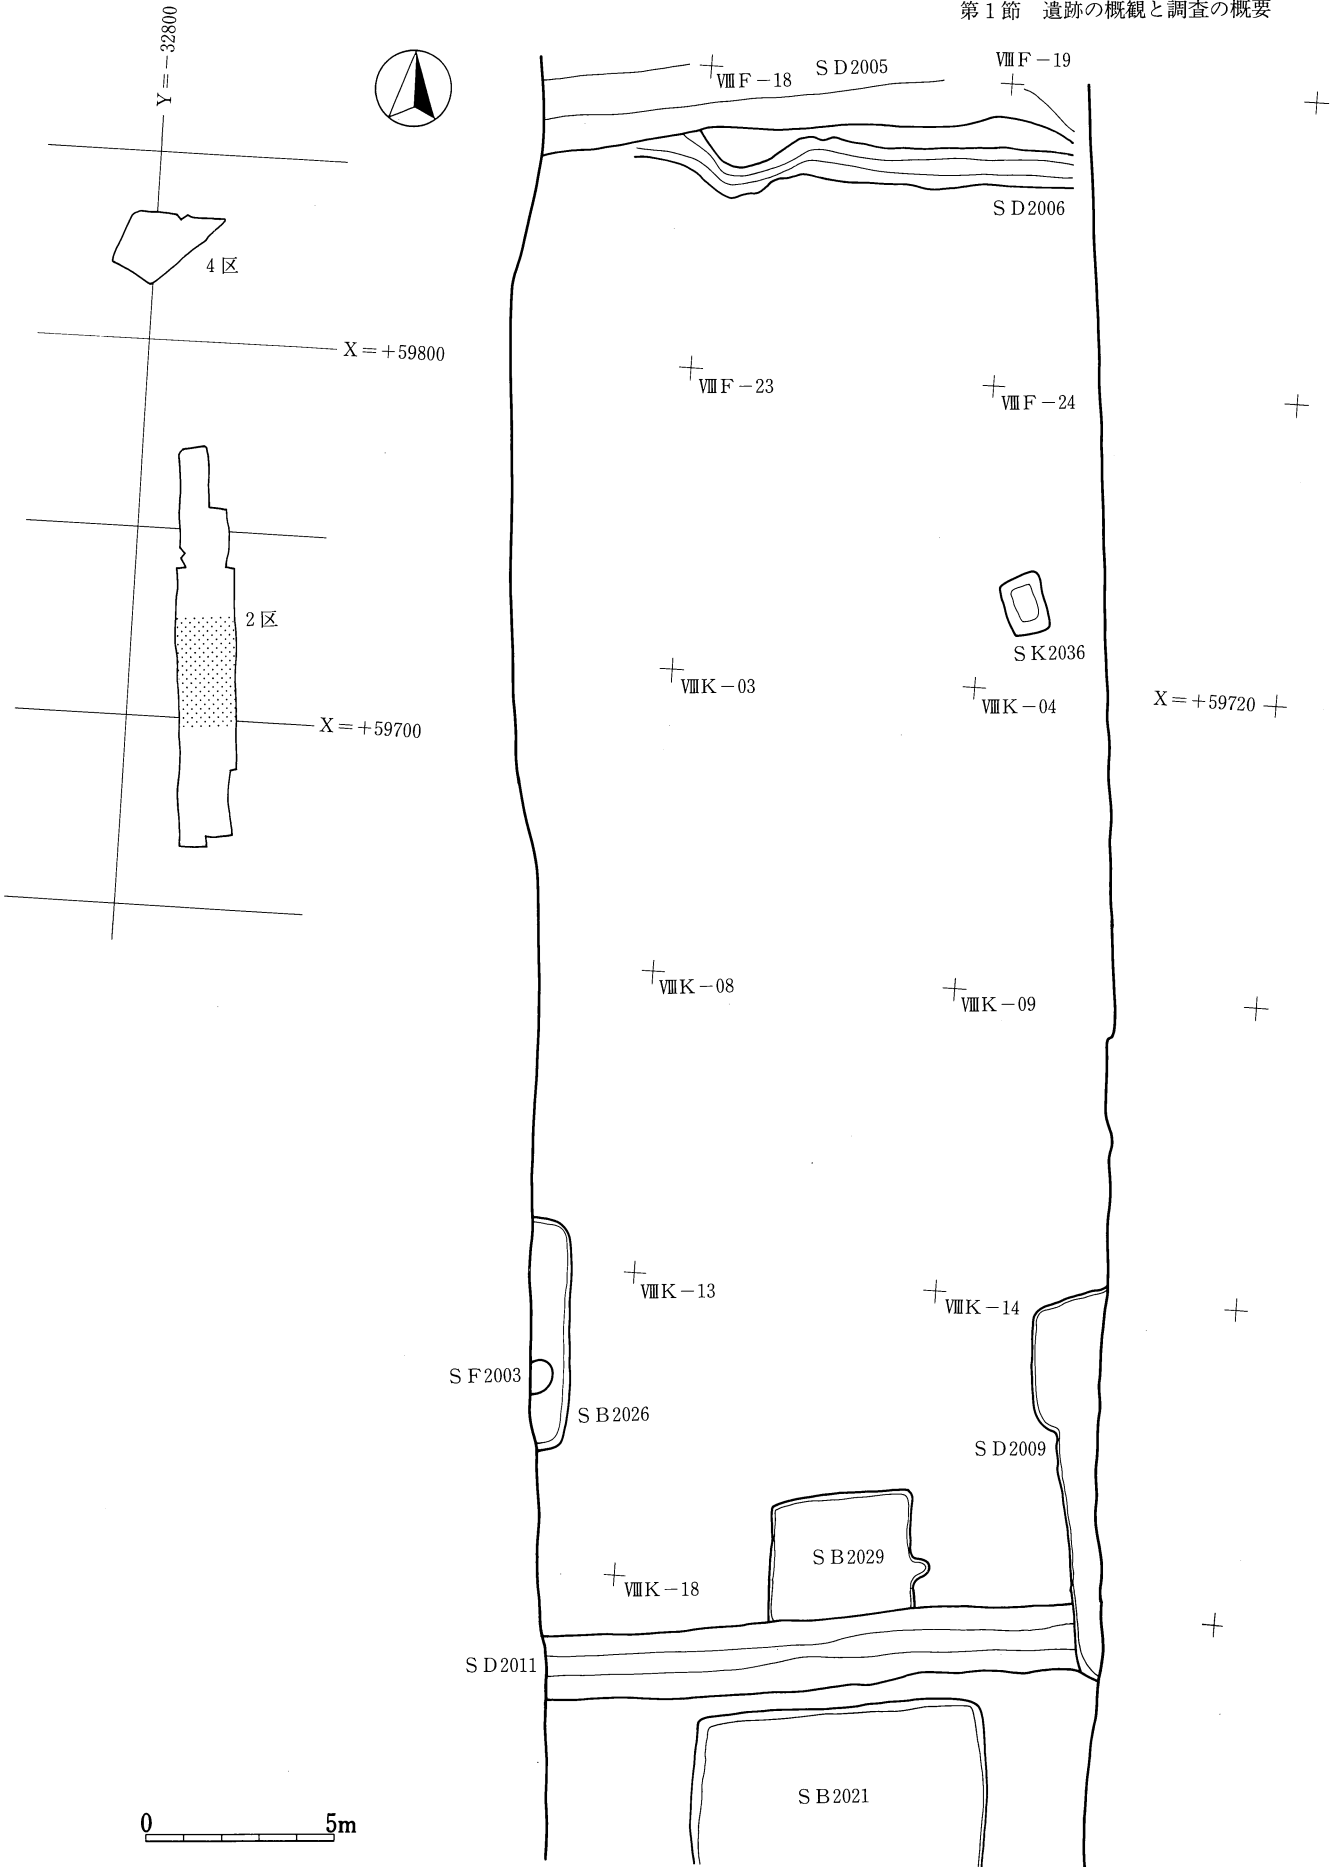 第1節 遺跡の概観と調査の概要
Y=-32800
ⅧF-18
SD2005
ⅧF-19
SD2006
4区
X=+59800
ⅧF-23
ⅧF-24
2区
SK2036
ⅧK-03
ⅧK-04
X=+59720
X=+59700
ⅧK-08
ⅧK-09
ⅧK-13
ⅧK-14
SF2003
SB2026
SD2009
SB2029
ⅧK-18
SD2011
SB2021
0 5m